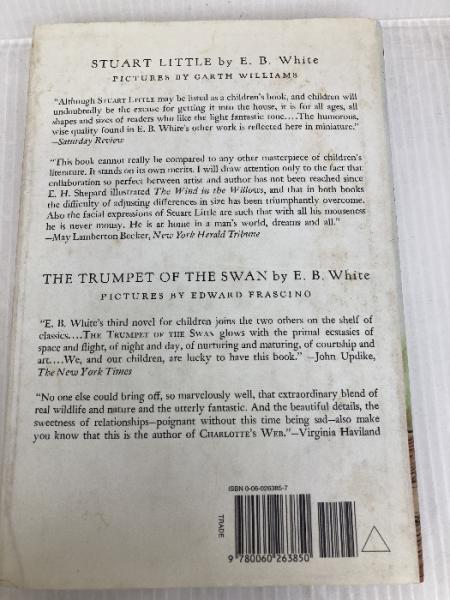 STUART LITTLE by E. B. White
PICTURES BY GARTH WILLIAMS
"Although STUART LITTLE may be listed as a children's book, and children will
undoubtedly be the excuse for getting it into the house, it is for all ages, all
shapes and sizes of readers who like the light fantastic tone....The humorous,
wise quality found in E. B. White's other work is reflected here in miniature."
—Saturday Review
"This book cannot really be compared to any other masterpiece of children's
literature. It stands on its own merits. I will draw attention only to the fact that
collaboration so perfect between artist and author has not been reached since
E. H. Shepard illustrated The Wind in the Willows, and that in both books
the difficulty of adjusting differences in size has been triumphantly overcome.
Also the facial expressions of Stuart Little are such that with all his mouseness
he is never mousy. He is at home in a man's world, dreams and all."
—May Lamberton Becker, New York Herald Tribune
THE TRUMPET OF THE SWAN by E. B. White
PICTURES BY EDWARD FRASCINO
"E. B. White's third novel for children joins the two others on the shelf of
classics....THE TRUMPET OF THE SWAN glows with the primal ecstasies of
space and flight, of night and day, of nurturing and maturing, of courtship and
art....We, and our children, are lucky to have this book." —John Updike,
The New York Times
"No one else could bring off, so marvelously well, that extraordinary blend of
real wildlife and nature and the utterly fantastic. And the beautiful details, the
sweetness of relationships—poignant without this time being sad—also make
you know that this is the author of CHARLOTTE'S WEB."—Virginia Haviland
ISBN 0-06-026385-7
TRADE
9 780060 263850